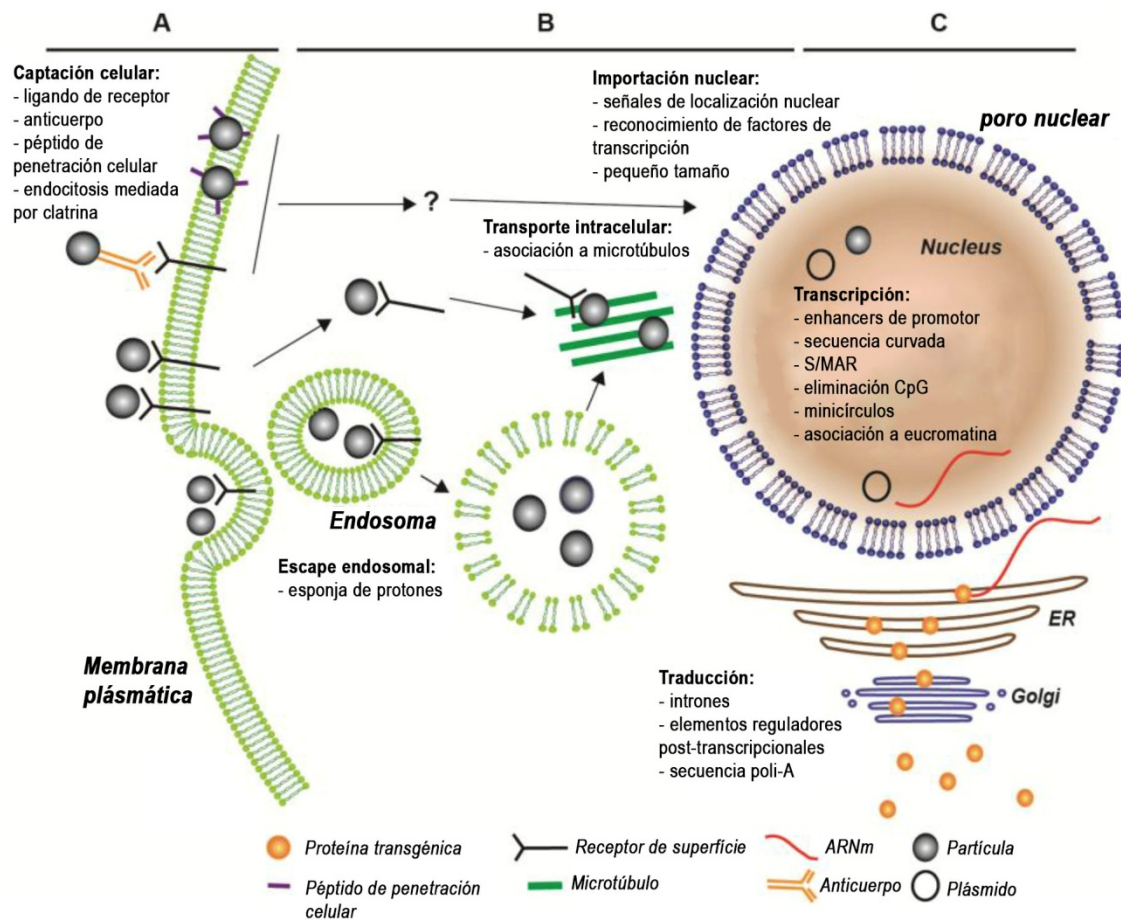 A
B
C
Captación celular:
- ligando de receptor
- anticuerpo
- péptido de
penetración celular
- endocitosis mediada
por clatrina
Importación nuclear:
- señales de localización nuclear
- reconocimiento de factores de
transcripción
- pequeño tamaño
poro nuclear
?
Transporte intracelular:
- asociación a microtúbulos
Nucleus
Transcripción:
- enhancers de promotor
- secuencia curvada
- S/MAR
- eliminación CpG
- minicírculos
- asociación a eucromatina
Endosoma
Escape endosomal:
- esponja de protones
Membrana
plásmática
ER
Golgi
Traducción:
- intrones
- elementos reguladores
post-transcripcionales
- secuencia poli-A
Proteína transgénica
Receptor de superfície
ARNm
Partícula
Péptido de penetración
celular
Microtúbulo
Anticuerpo
Plásmido